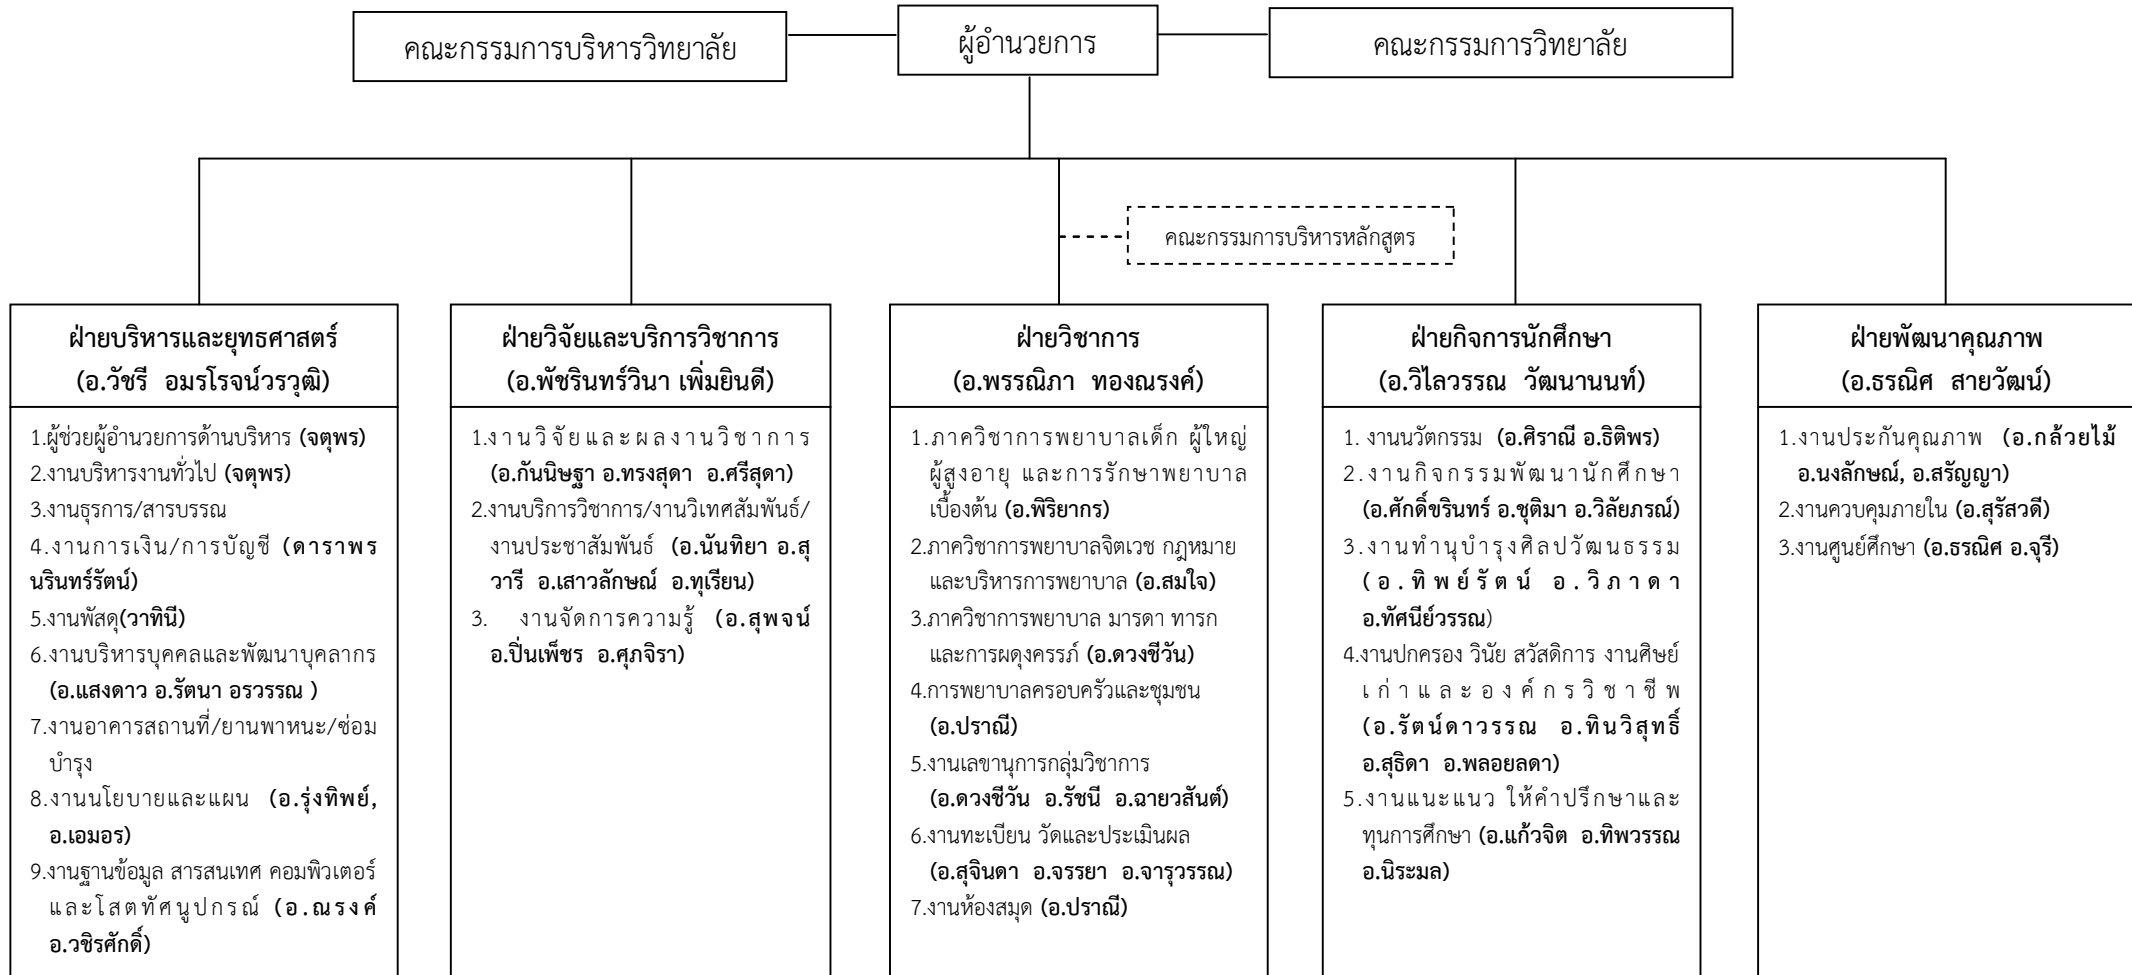 คณะกรรมการบริหารวิทยาลัย
ผู้อำนวยการ
คณะกรรมการวิทยาลัย
คณะกรรมการบริหารหลักสูตร
ฝ่ายบริหารและยุทธศาสตร์
(อ.วัชรี อมรโรจน์วรวุฒิ)
1.ผู้ช่วยผู้อำนวยการด้านบริหาร (จตุพร)
2.งานบริหารงานทั่วไป (จตุพร)
3.งานธุรการ/สารบรรณ
4.งานการเงิน/การบัญชี (ดาราพร
นรินทร์รัตน์)
5.งานพัสดุ(วาทินี)
6.งานบริหารบุคคลและพัฒนาบุคลากร
(อ.แสงดาว อ.รัตนา อรวรรณ )
7.งานอาคารสถานที่/ยานพาหนะ/ซ่อม
บำรุง
8.งานนโยบายและแผน (อ.รุ่งทิพย์,
อ.เอมอร)
9.งานฐานข้อมูล สารสนเทศ คอมพิวเตอร์
และโสตทัศนูปกรณ์ (อ.ณรงค์
อ.วชิรศักดิ์)
ฝ่ายวิจัยและบริการวิชาการ
(อ.พัชรินทร์วินา เพิ่มยินดี)
1.งานวิจัยและผลงานวิชาการ
(อ.กันนิษฐา อ.ทรงสุดา อ.ศรีสุดา)
2.งานบริการวิชาการ/งานวิเทศสัมพันธ์/
งานประชาสัมพันธ์ (อ.นันทิยา อ.สุ
วารี อ.เสาวลักษณ์ อ.ทุเรียน)
3. งานจัดการความรู้ (อ.สุพจน์
อ.ปิ่นเพ็ชร อ.ศุภจิรา)
ฝ่ายวิชาการ
(อ.พรรณิภา ทองณรงค์)
1.ภาควิชาการพยาบาลเด็ก ผู้ใหญ่
ผู้สูงอายุ และการรักษาพยาบาล
เบื้องต้น (อ.พิริยากร)
2.ภาควิชาการพยาบาลจิตเวช กฎหมาย
และบริหารการพยาบาล (อ.สมใจ)
3.ภาควิชาการพยาบาล มารดา ทารก
และการผดุงครรภ์ (อ.ดวงชีวัน)
4.การพยาบาลครอบครัวและชุมชน
(อ.ปราณี)
5.งานเลขานุการกลุ่มวิชาการ
(อ.ดวงชีวัน อ.รัชนี อ.ฉายวสันต์)
6.งานทะเบียน วัดและประเมินผล
(อ.สุจินดา อ.จรรยา อ.จารุวรรณ)
7.งานห้องสมุด (อ.ปราณี)
ฝ่ายกิจการนักศึกษา
(อ.วิไลวรรณ วัฒนานนท์)
1. งานนวัตกรรม (อ.ศิราณี อ.ธิติพร)
2.งานกิจกรรมพัฒนานักศึกษา
(อ.ศักดิ์ขรินทร์ อ.ชุติมา อ.วิลัยภรณ์)
3.งานทำนุบำรุงศิลปวัฒนธรรม
(อ.ทิพย์รัตน์ อ.วิภาดา
อ.ทัศนีย์วรรณ)
4.งานปกครอง วินัย สวัสดิการ งานศิษย์
เก่าและองค์กรวิชาชีพ
(อ.รัตน์ดาวรรณ อ.ทินวิสุทธิ์
อ.สุธิดา อ.พลอยลดา)
5.งานแนะแนว ให้คำปรึกษาและ
ทุนการศึกษา (อ.แก้วจิต อ.ทิพวรรณ
อ.นิระมล)
ฝ่ายพัฒนาคุณภาพ
(อ.ธรณิศ สายวัฒน์)
1.งานประกันคุณภาพ (อ.กล้วยไม้
อ.นงลักษณ์, อ.สรัญญา)
2.งานควบคุมภายใน (อ.สุรัสวดี)
3.งานศูนย์ศึกษา (อ.ธรณิศ อ.จุรี)